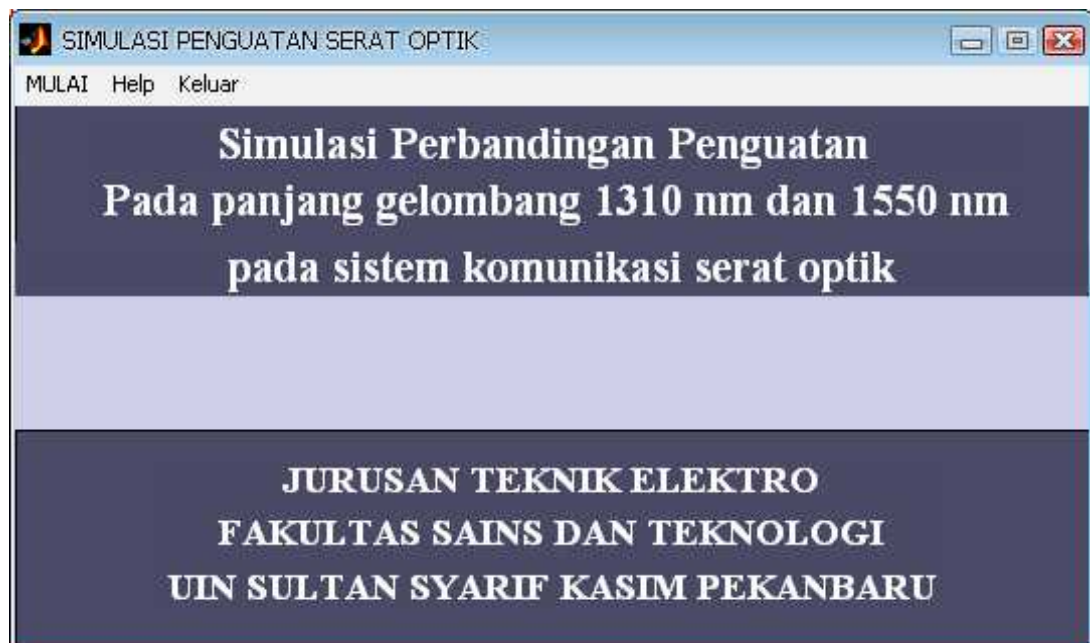 SIMULASI PENGUATAN SERAT OPTIK
MULAI Help Keluar
Simulasi Perbandingan Penguatan
Pada panjang gelombang 1310 nm dan 1550 nm
pada sistem komunikasi serat optik
JURUSAN TEKNIK ELEKTRO
FAKULTAS SAINS DAN TEKNOLOGI
UIN SULTAN SYARIF KASIM PEKANBARU